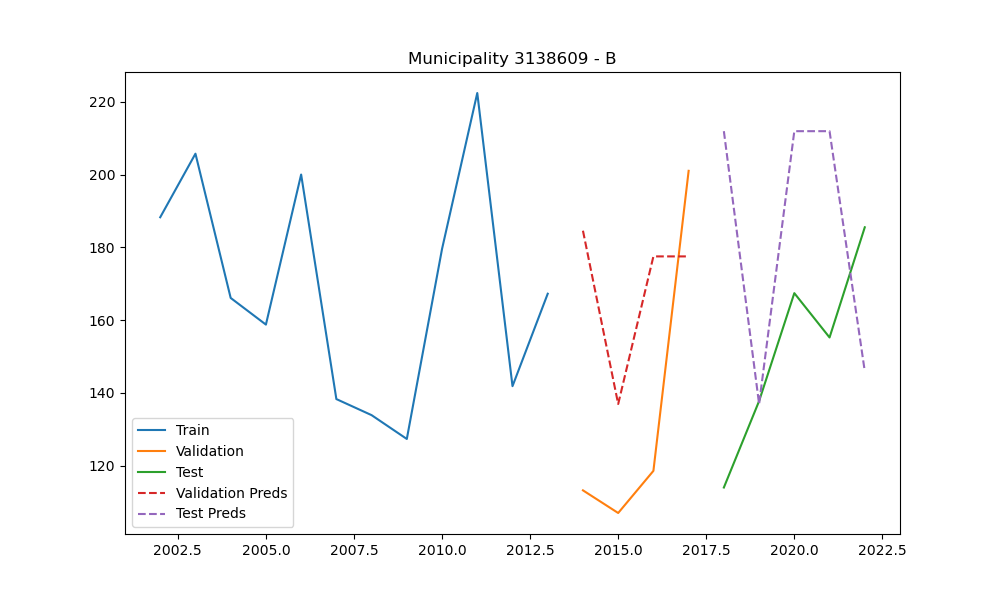 Municipality 3138609 - B
220
200
180
160
140
120
Train
Validation
Test
Validation Preds
Test Preds
2002.5 2005.0 2007.5 2010.0 2012.5 2015.0 2017.5 2020.0 2022.5